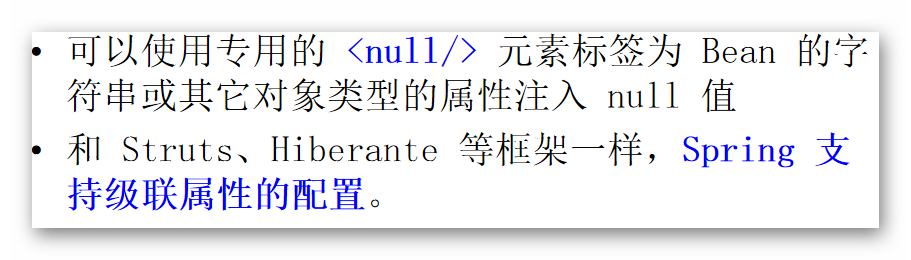 • 可以使用专用的 <null/> 元素标签为 Bean 的字
符串或其它对象类型的属性注入 null 值
• 和 Struts、Hiberante 等框架一样，Spring 支
持级联属性的配置。